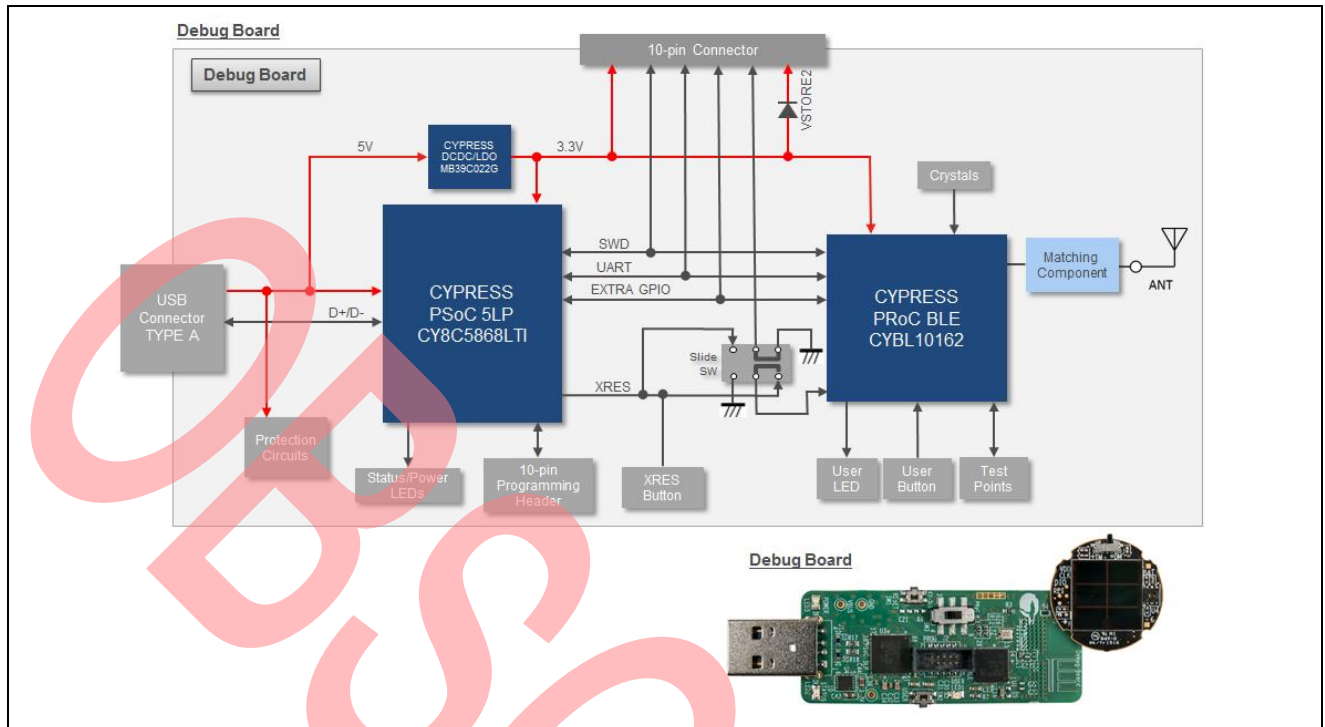 Debug Board
10-pin Connector
Debug Board
VSTORE2
CYPRESS
DCDC/LDO
MB39C022G
5V
3.3V
Crystals
SWD
UART
EXTRA GPIO
USB
Connector
TYPE A
D+/D-
CYPRESS
PSoC 5LP
CY8C5868LTI
CYPRESS
PRoC BLE
CYBL10162
Matching
Component
ANT
Slide
SW
XRES
Protection
Circuits
Status/Power
LEDs
10-pin
Programming
Header
XRES
Button
User
LED
User
Button
Test
Points
Debug Board
OBSO